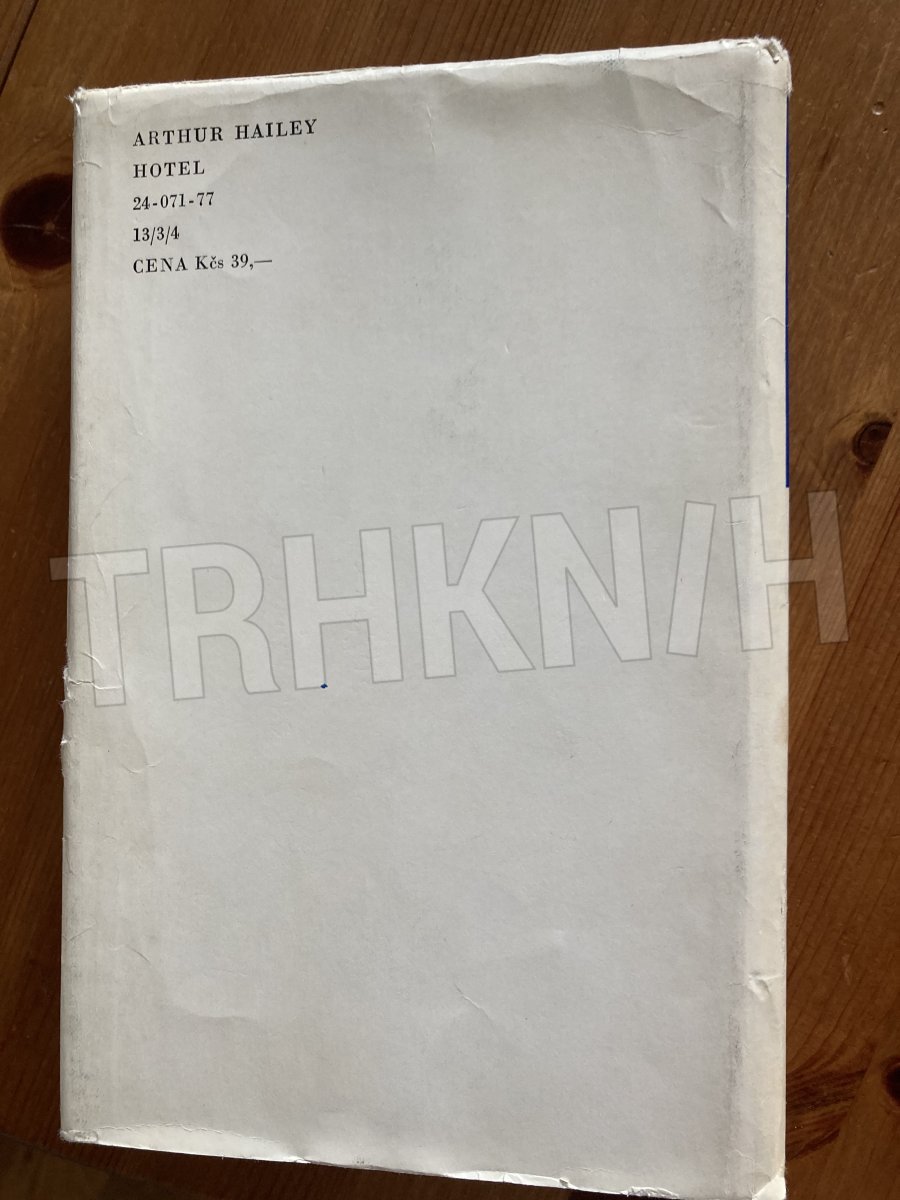 ARTHUR HAILEY
HOTEL
24-071-77
13/3/4
CENA Kčs 39,—
TRHKNIH